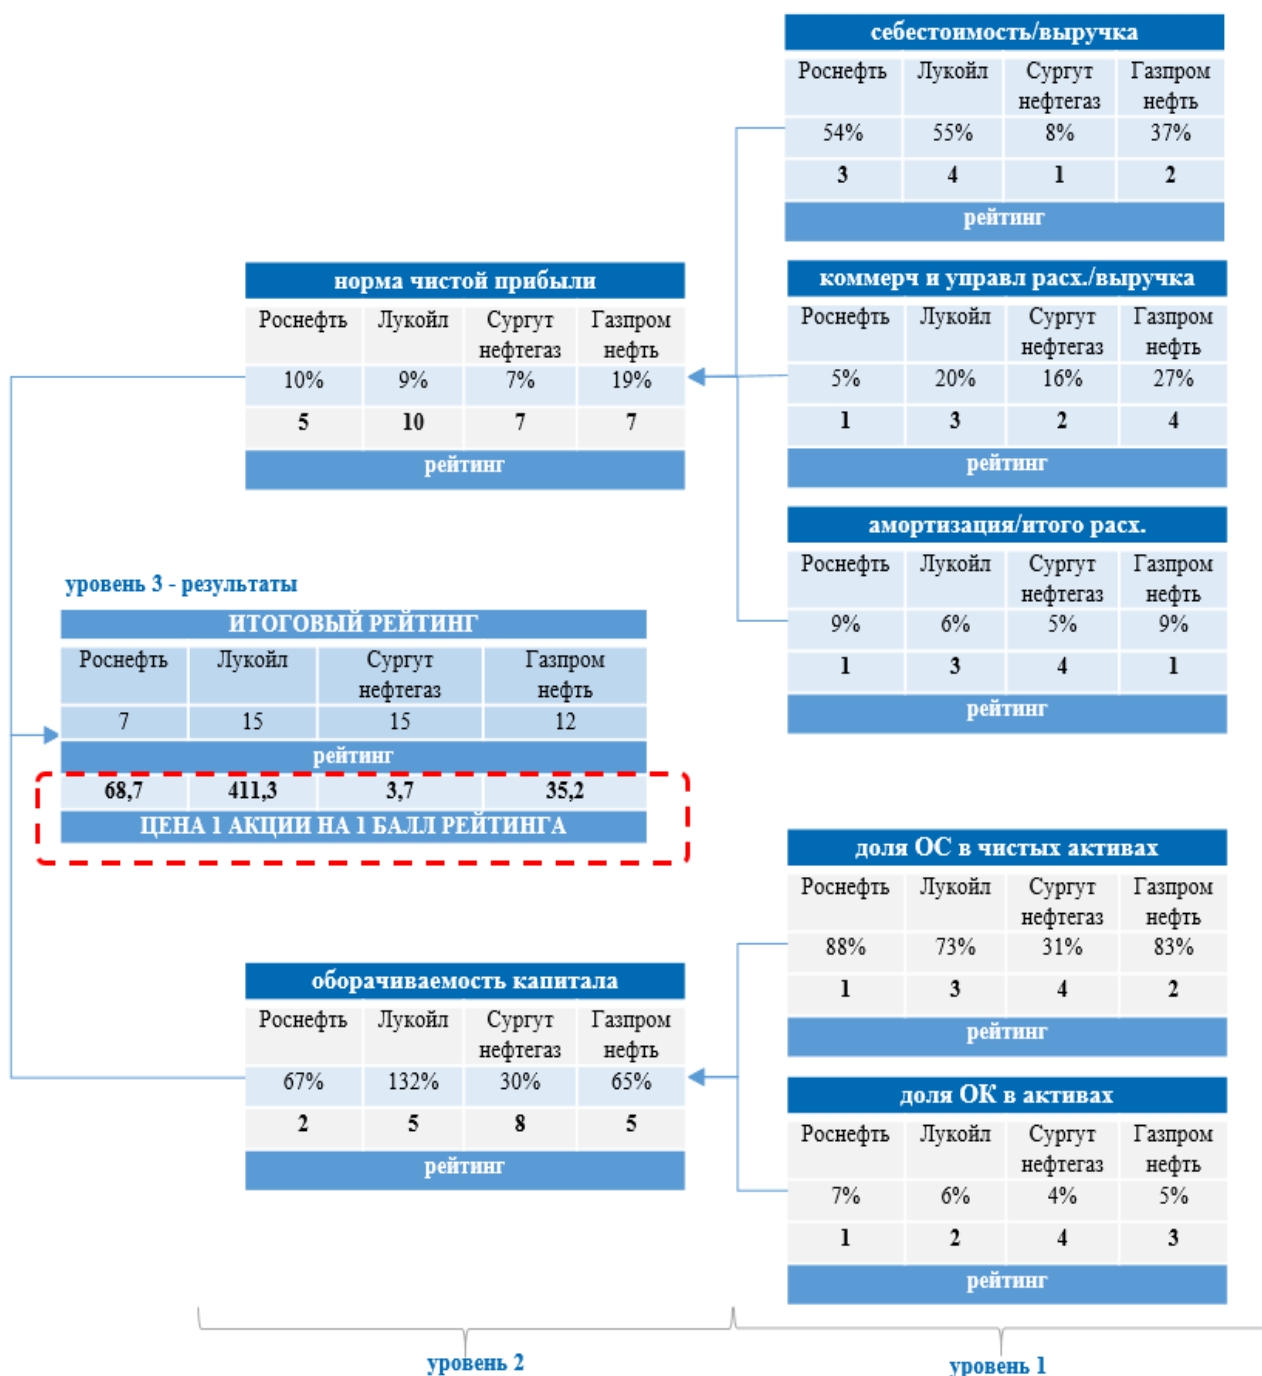 себестоимость/выручка
Роснефть Лукойл Сургут нефтегаз Газпром нефть
54% 55% 8% 37%
3 4 1 2
рейтинг
норма чистой прибыли
Роснефть Лукойл Сургут нефтегаз Газпром нефть
10% 9% 7% 19%
5 10 7 7
рейтинг
коммерч и управл расх./выручка
Роснефть Лукойл Сургут нефтегаз Газпром нефть
5% 20% 16% 27%
1 3 2 4
рейтинг
амортизация/итого расх.
Роснефть Лукойл Сургут нефтегаз Газпром нефть
9% 6% 5% 9%
1 3 4 1
рейтинг
уровень 3 - результаты
ИТОГОВЫЙ РЕЙТИНГ
Роснефть Лукойл Сургут нефтегаз Газпром нефть
7 15 15 12
рейтинг
68,7 411,3 3,7 35,2
ЦЕНА 1 АКЦИИ НА 1 БАЛЛ РЕЙТИНГА
доля ОС в чистых активах
Роснефть Лукойл Сургут нефтегаз Газпром нефть
88% 73% 31% 83%
1 3 4 2
рейтинг
оборачиваемость капитала
Роснефть Лукойл Сургут нефтегаз Газпром нефть
67% 132% 30% 65%
2 5 8 5
рейтинг
доля ОК в активах
Роснефть Лукойл Сургут нефтегаз Газпром нефть
7% 6% 4% 5%
1 2 4 3
рейтинг
уровень 2
уровень 1